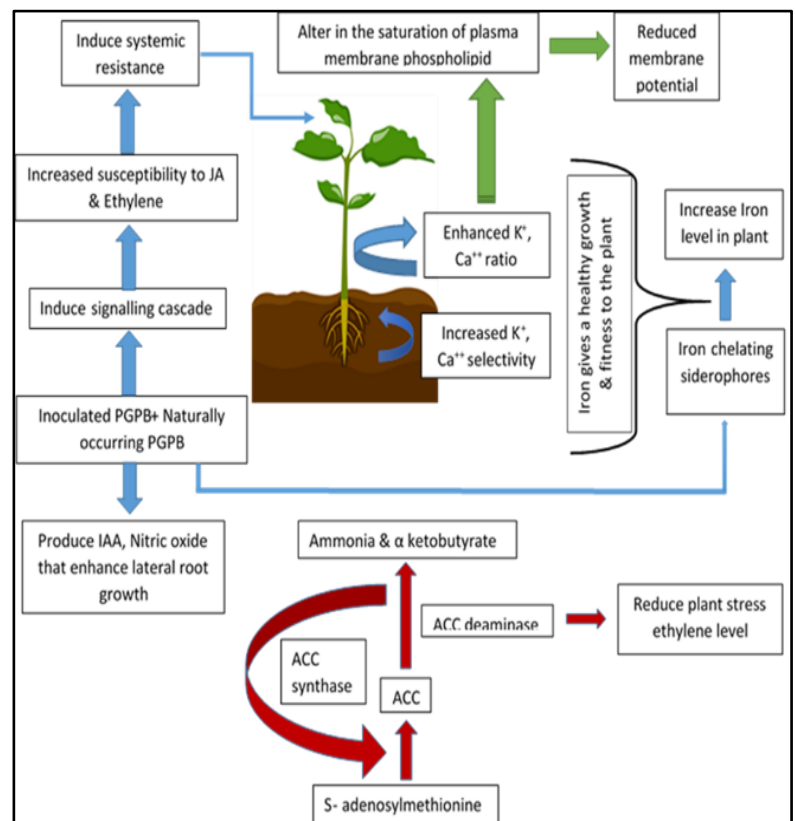 Induce systemic
resistance
Alter in the saturation of plasma
membrane phospholipid
Reduced
membrane
potential
Increased susceptibility to JA
& Ethylene
Enhanced K⁺,
Ca⁺⁺ ratio
Iron gives a healthy growth
& fitness to the plant
Increase Iron
level in plant
Induce signalling cascade
Increased K⁺,
Ca⁺⁺ selectivity
Iron chelating
siderophores
Inoculated PGPB+ Naturally
occurring PGPB
Produce IAA, Nitric oxide
that enhance lateral root
growth
Ammonia & α ketobutyrate
ACC deaminase
Reduce plant stress
ethylene level
ACC
synthase
ACC
S- adenosylmethionine